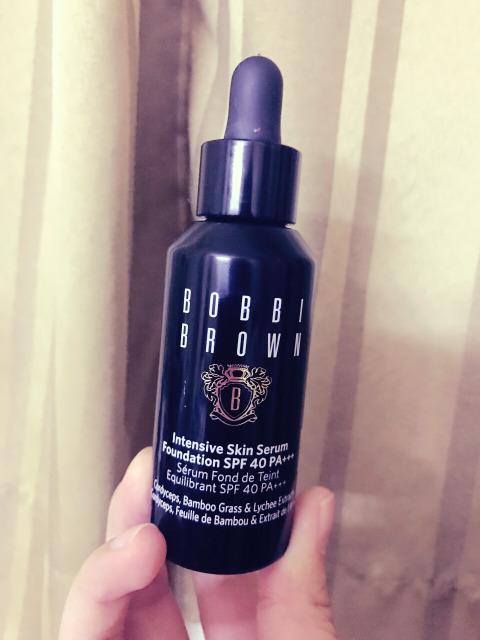 BOBBI
BROWN
B
Intensive Skin Serum
Foundation SPF 40 PA+++
Sérum Fond de Teint
Équilibrant SPF 40 PA+++
Cordyceps, Bamboo Grass & Lychee
Cordyceps, Feuille de Bambou & Extrait de